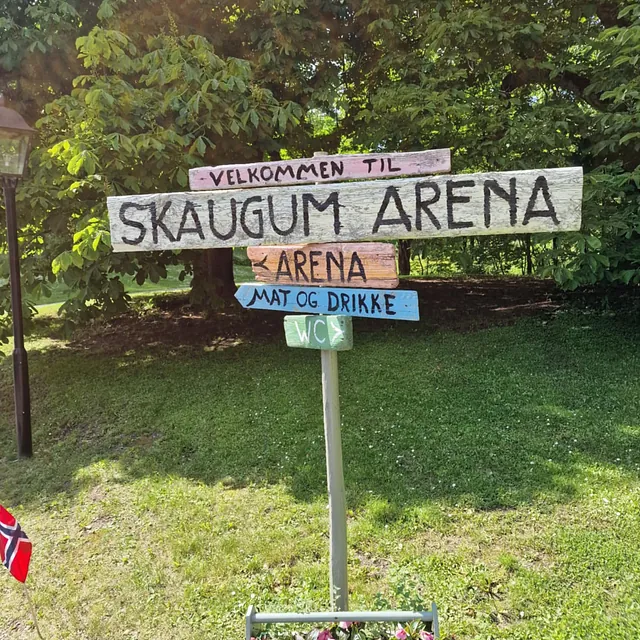 VELKOMMEN TIL
SKAUGUM ARENA
< ARENA
MAT OG DRIKKE
WC >